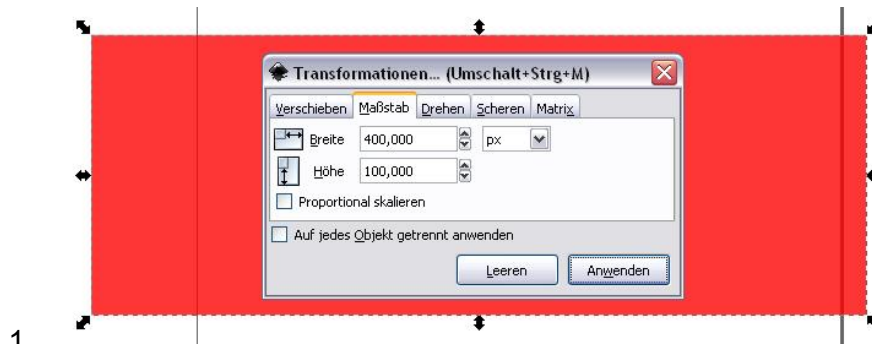 Transformationen... (Umschalt+Strg+M)
Verschieben Maßstab Drehen Scheren Matrix
Breite 400,000 px
Höhe 100,000
Proportional skalieren
Auf jedes Objekt getrennt anwenden
Leeren Anwenden
1